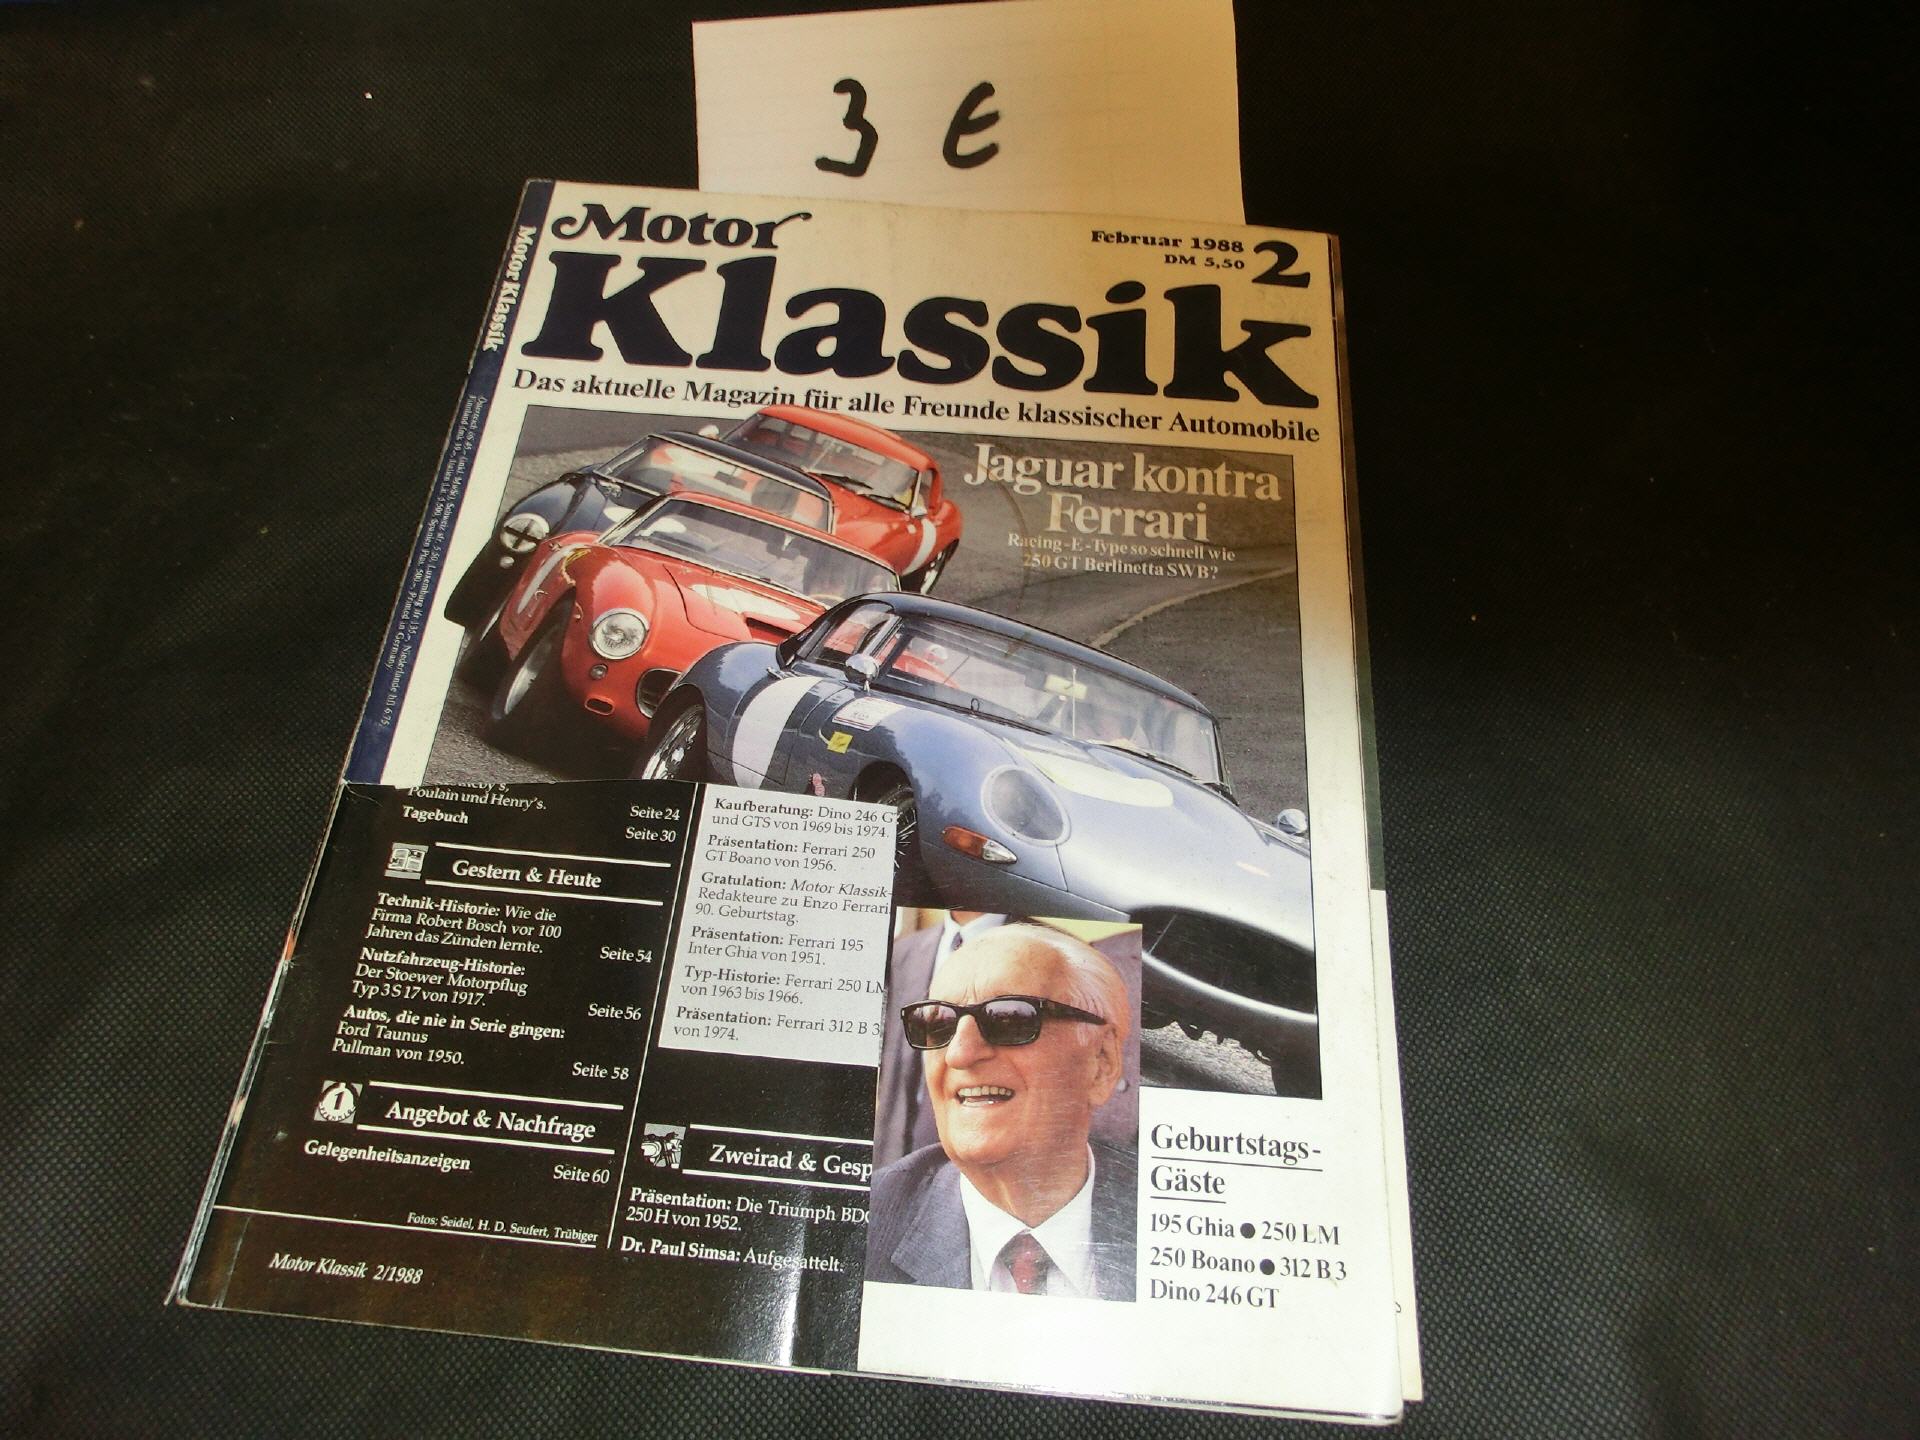 3 €
Motor
Klassik
Februar 1988
DM 5,50
2
Das aktuelle Magazin für alle Freunde klassischer Automobile
Motor Klassik
Jaguar kontra
Ferrari
Racing-E-Type so schnell wie
250 GT Berlinetta SWB?
Poulain und Henry's.
Seite 24
Tagebuch
Seite 30
Gestern & Heute
Technik-Historie: Wie die
Firma Robert Bosch vor 100
Jahren das Zünden lernte.
Seite 54
Nutzfahrzeug-Historie:
Der Stoewer Motorpflug
Typ 3 S 17 von 1917.
Seite 56
Autos, die nie in Serie gingen:
Ford Taunus
Pullman von 1950.
Seite 58
1
Angebot & Nachfrage
Gelegenheitsanzeigen
Seite 60
Fotos: Seidel, H. D. Seufert, Trübiger
Motor Klassik 2/1988
Kaufberatung: Dino 246 G
und GTS von 1969 bis 1974.
Präsentation: Ferrari 250
GT Boano von 1956.
Gratulation: Motor Klassik-
Redakteure zu Enzo Ferrari
90. Geburtstag.
Präsentation: Ferrari 195
Inter Ghia von 1951.
Typ-Historie: Ferrari 250 LM
von 1963 bis 1966.
Präsentation: Ferrari 312 B 3
von 1974.
Zweirad & Gesp
Präsentation: Die Triumph BDG
250 H von 1952.
Dr. Paul Simsa: Aufgesattelt.
Geburtstags-
Gäste
195 Ghia ● 250 LM
250 Boano ● 312 B 3
Dino 246 GT